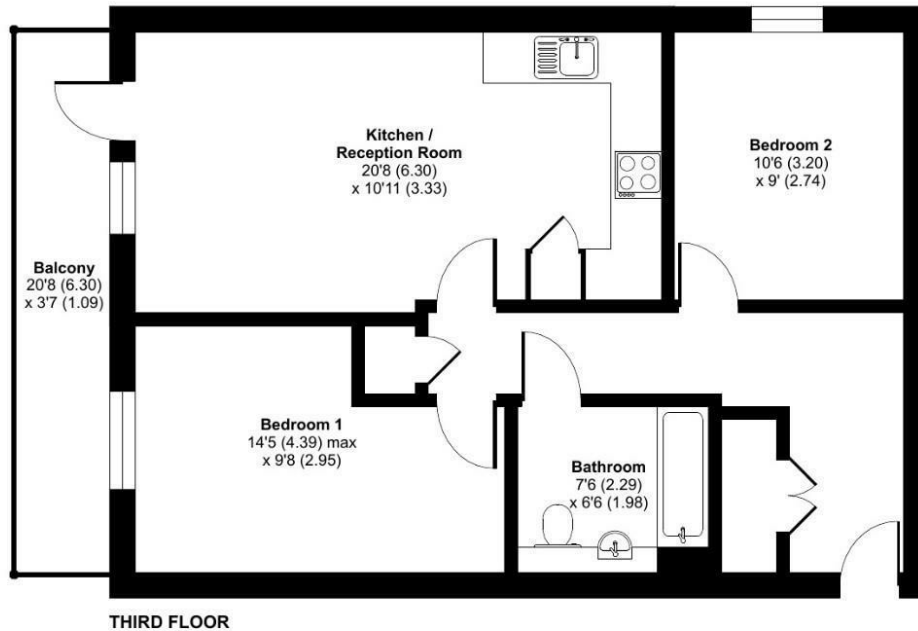 Kitchen /
Reception Room
20'8 (6.30)
x 10'11 (3.33)
Bedroom 2
10'6 (3.20)
x 9' (2.74)
Balcony
20'8 (6.30)
x 3'7 (1.09)
Bedroom 1
14'5 (4.39) max
x 9'8 (2.95)
Bathroom
7'6 (2.29)
x 6'6 (1.98)
THIRD FLOOR